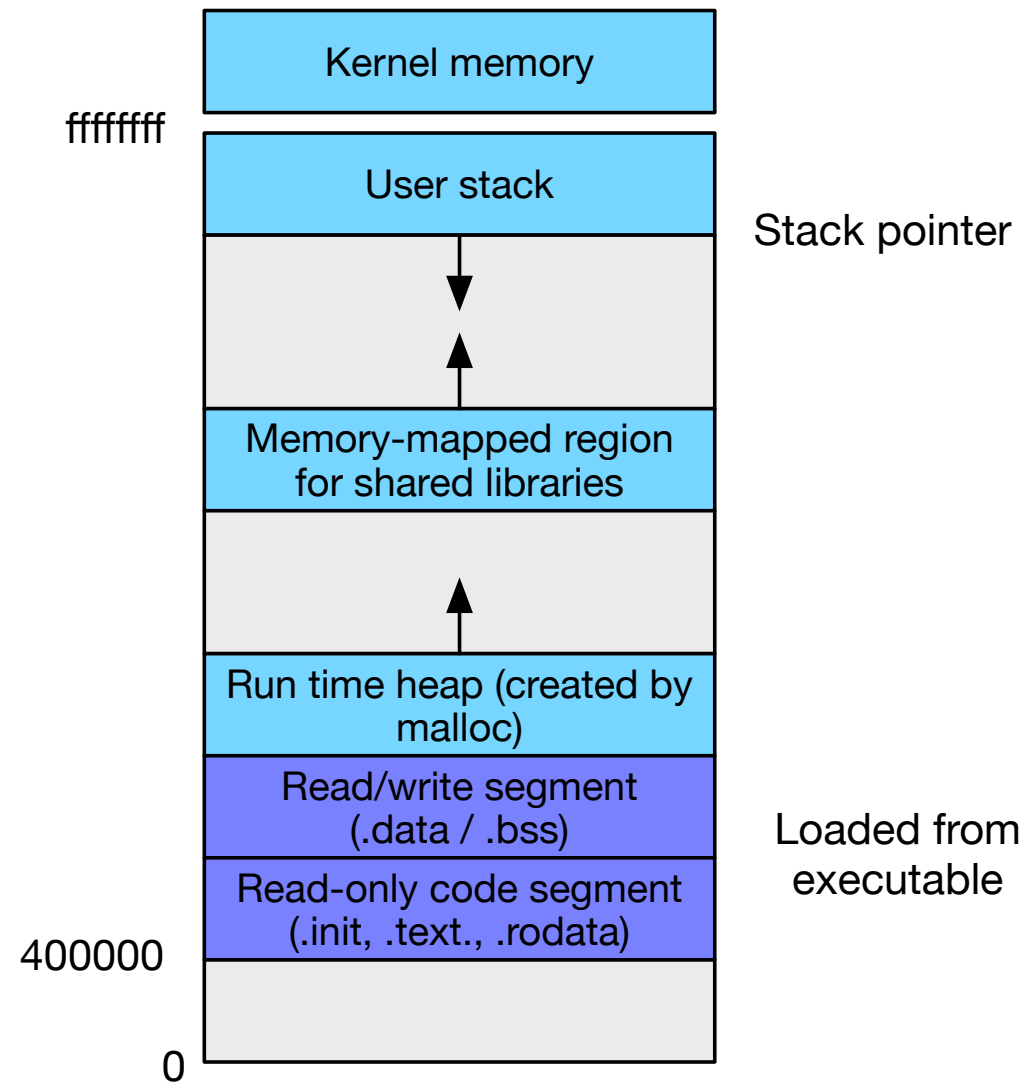 Kernel memory
ffffffff
User stack
Stack pointer
Memory-mapped region
for shared libraries
Run time heap (created by
malloc)
Read/write segment
(.data / .bss)
Loaded from
executable
Read-only code segment
(.init, .text., .rodata)
400000
0